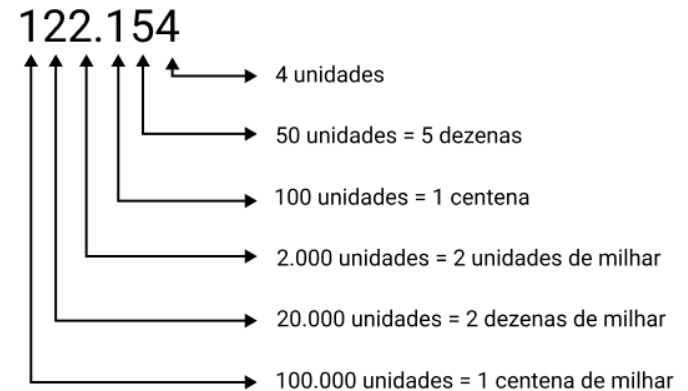 122.154
4 unidades
50 unidades = 5 dezenas
100 unidades = 1 centena
2.000 unidades = 2 unidades de milhar
20.000 unidades = 2 dezenas de milhar
100.000 unidades = 1 centena de milhar